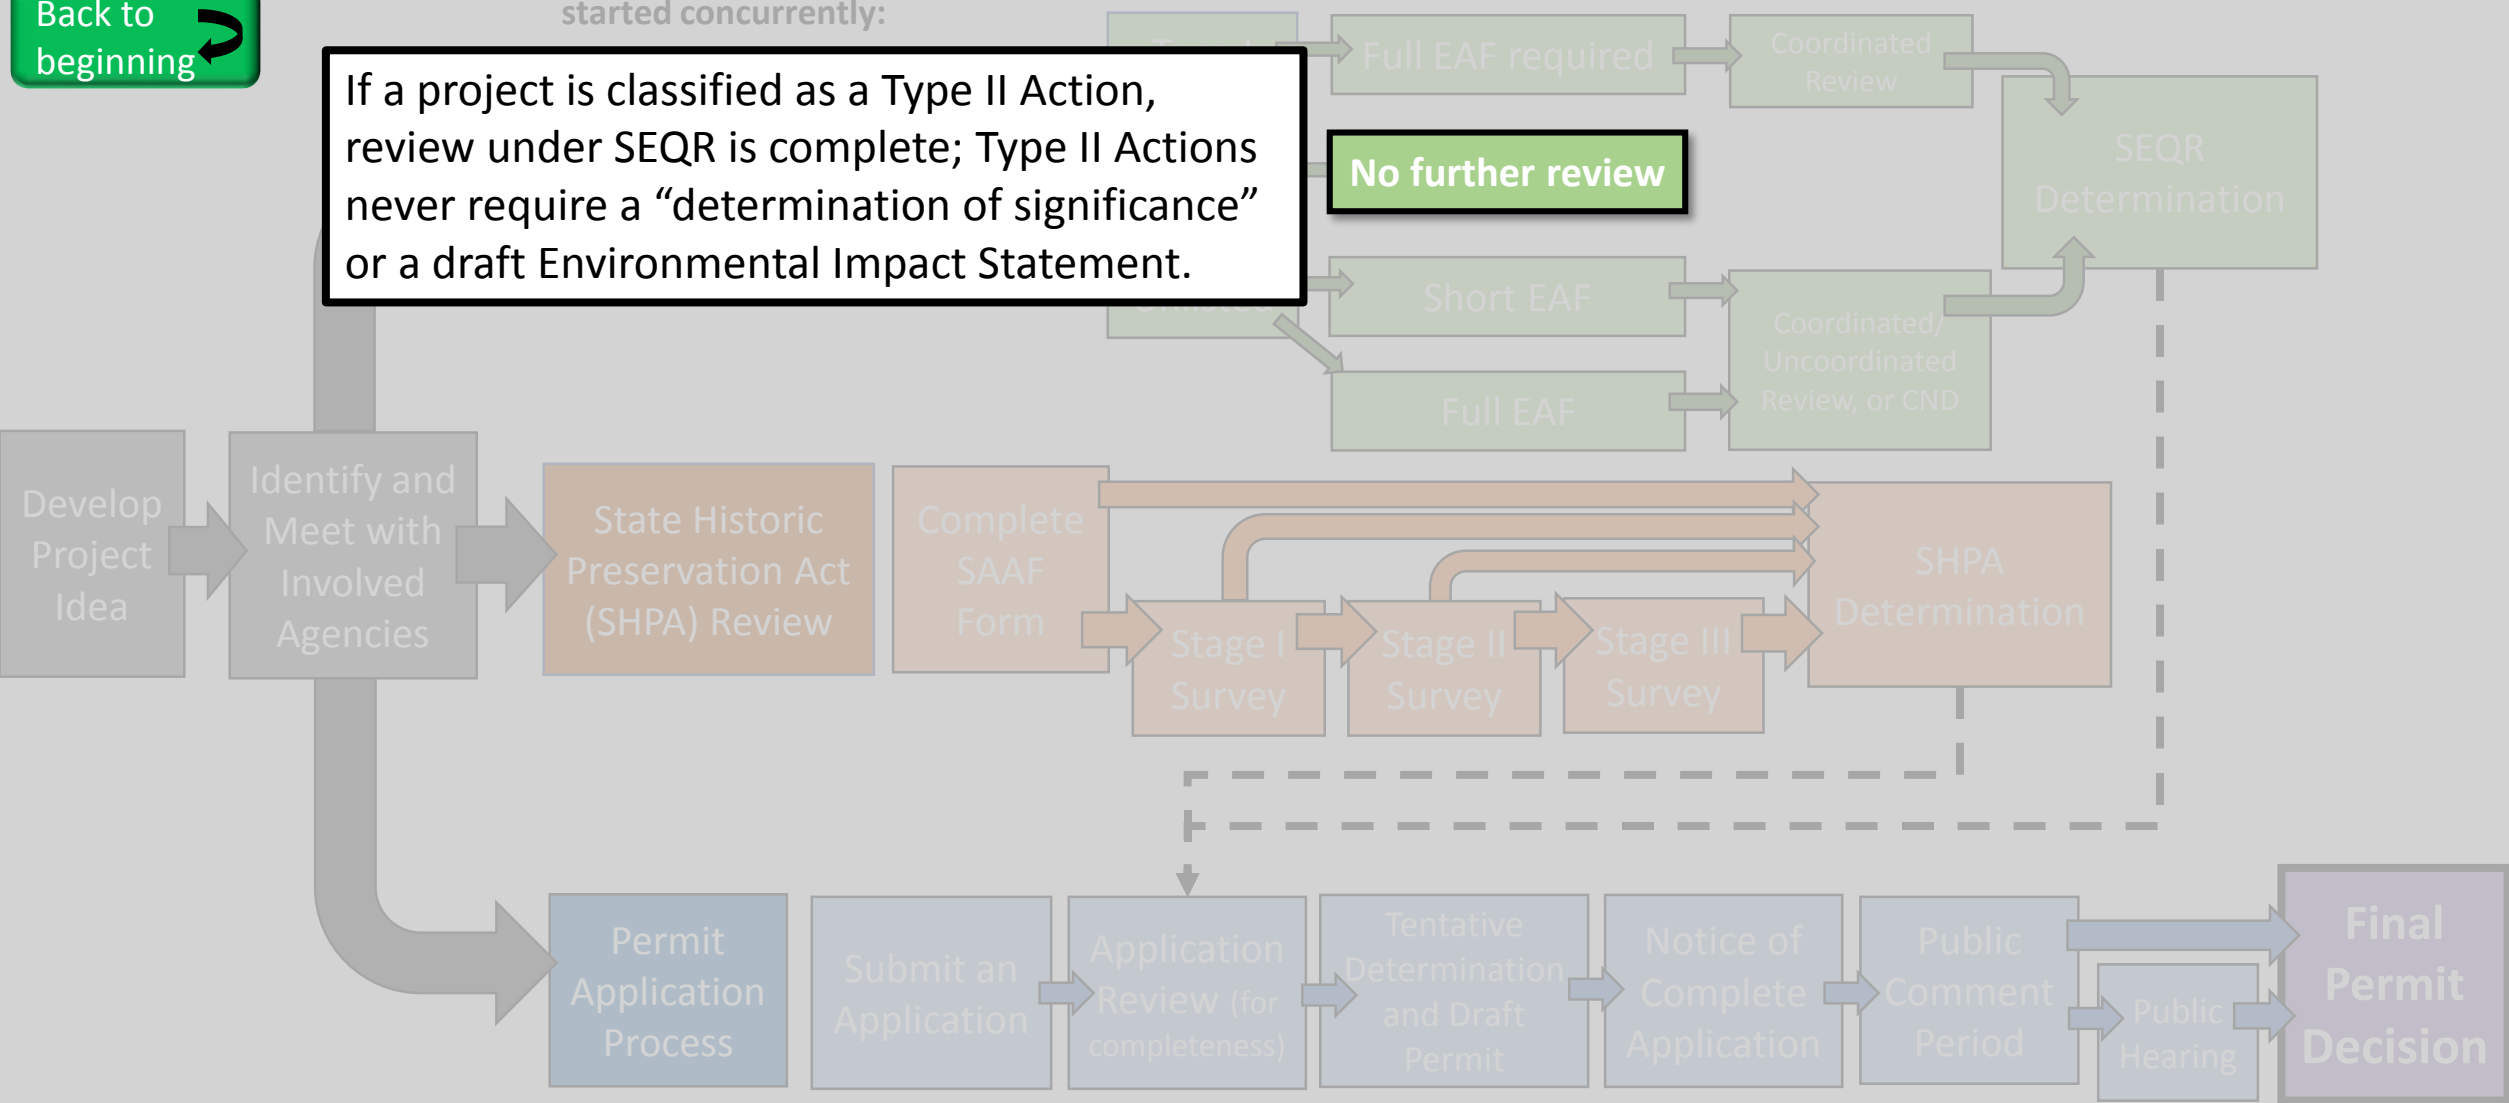 Back to
beginning
started concurrently:
If a project is classified as a Type II Action,
review under SEQR is complete; Type II Actions
never require a “determination of significance”
or a draft Environmental Impact Statement.
Full EAF required
Coordinated
Review
No further review
SEQR
Determination
Short EAF
Full EAF
Coordinated/
Uncoordinated
Review, or CND
Develop
Project
Idea
Identify and
Meet with
Involved
Agencies
State Historic
Preservation Act
(SHPA) Review
Complete
SAAF
Form
Stage I
Survey
Stage II
Survey
Stage III
Survey
SHPA
Determination
Permit
Application
Process
Submit an
Application
Application
Review (for
completeness)
Tentative
Determination
and Draft
Permit
Notice of
Complete
Application
Public
Comment
Period
Public
Hearing
Final
Permit
Decision